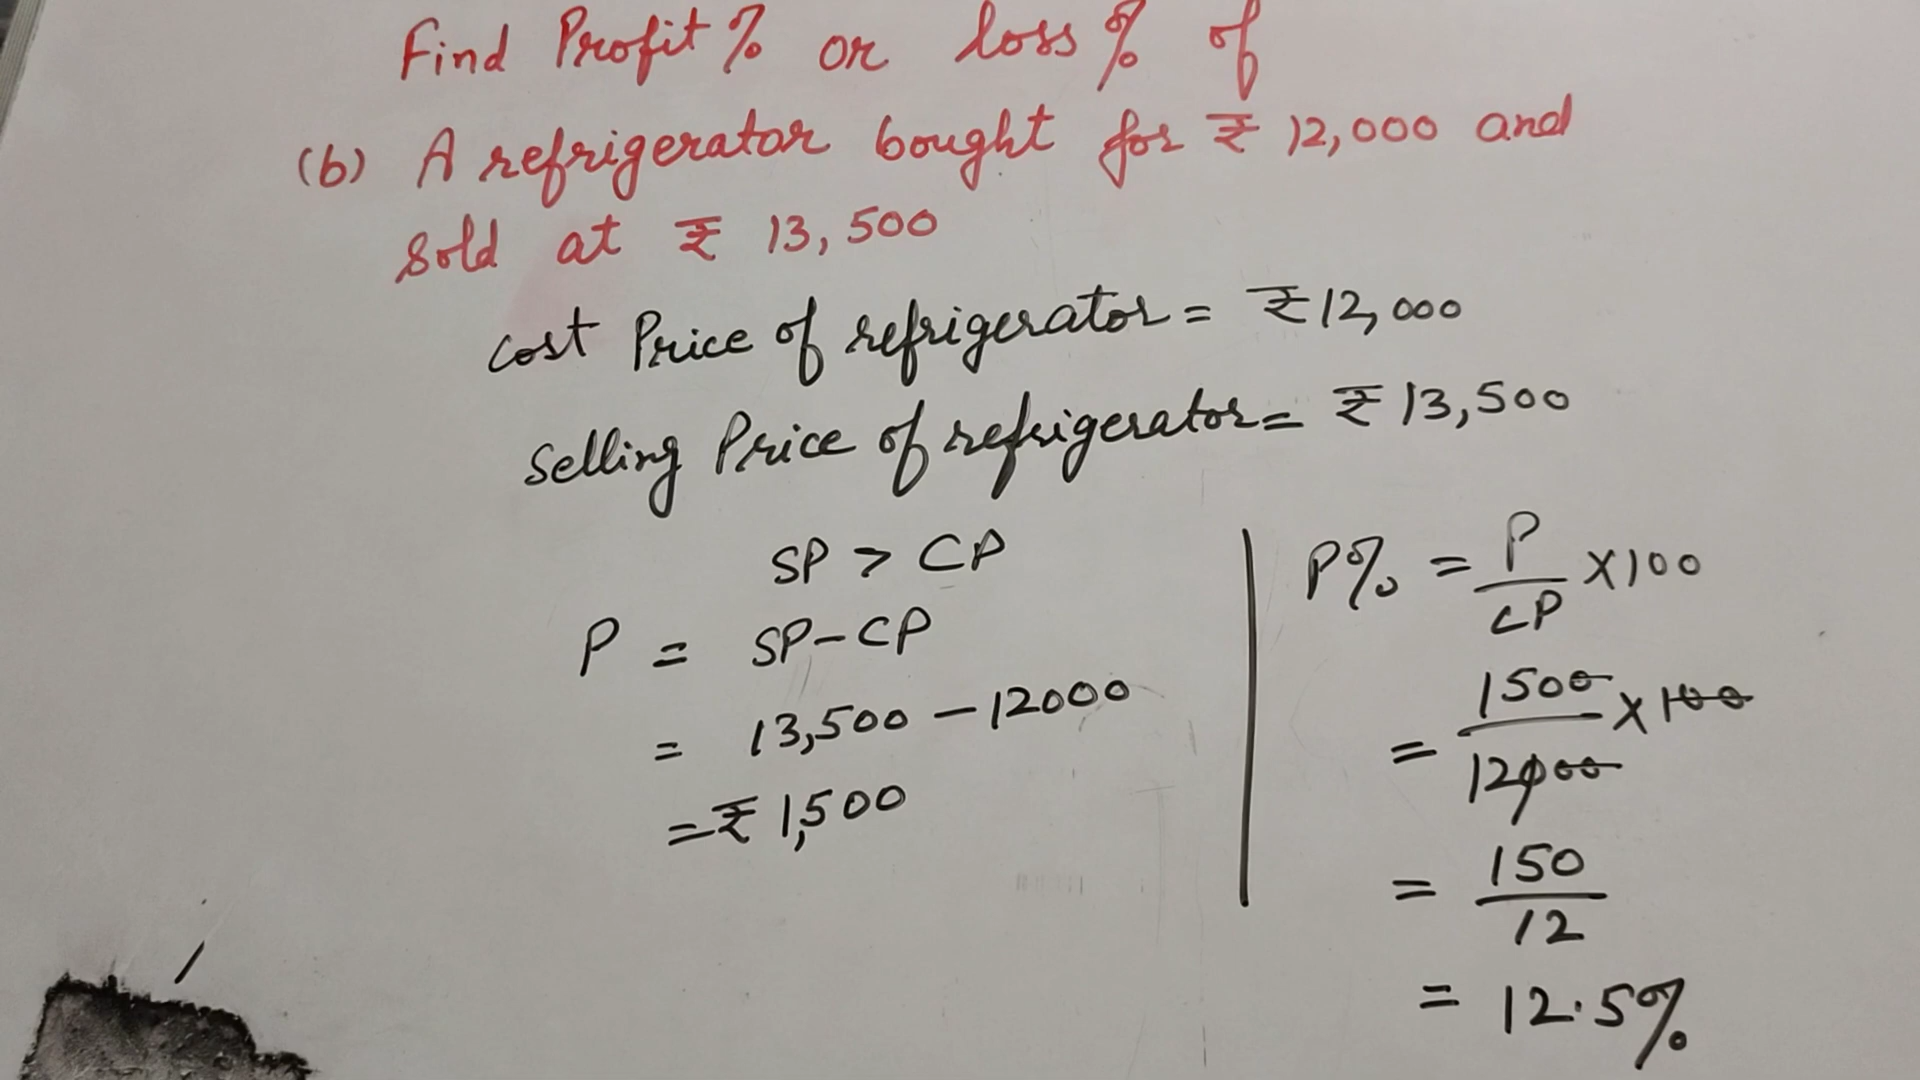 Find Profit % or loss % of
(b) A refrigerator bought for ₹ 12,000 and
sold at ₹ 13,500
cost Price of refrigerator = ₹12,000
selling Price of refrigerator = ₹ 13,500
SP > CP
P = SP-CP
= 13,500 - 12000
= ₹ 1,500
P% = P/CP X100
= 1500/12000 X 100
= 150/12
= 12.5%